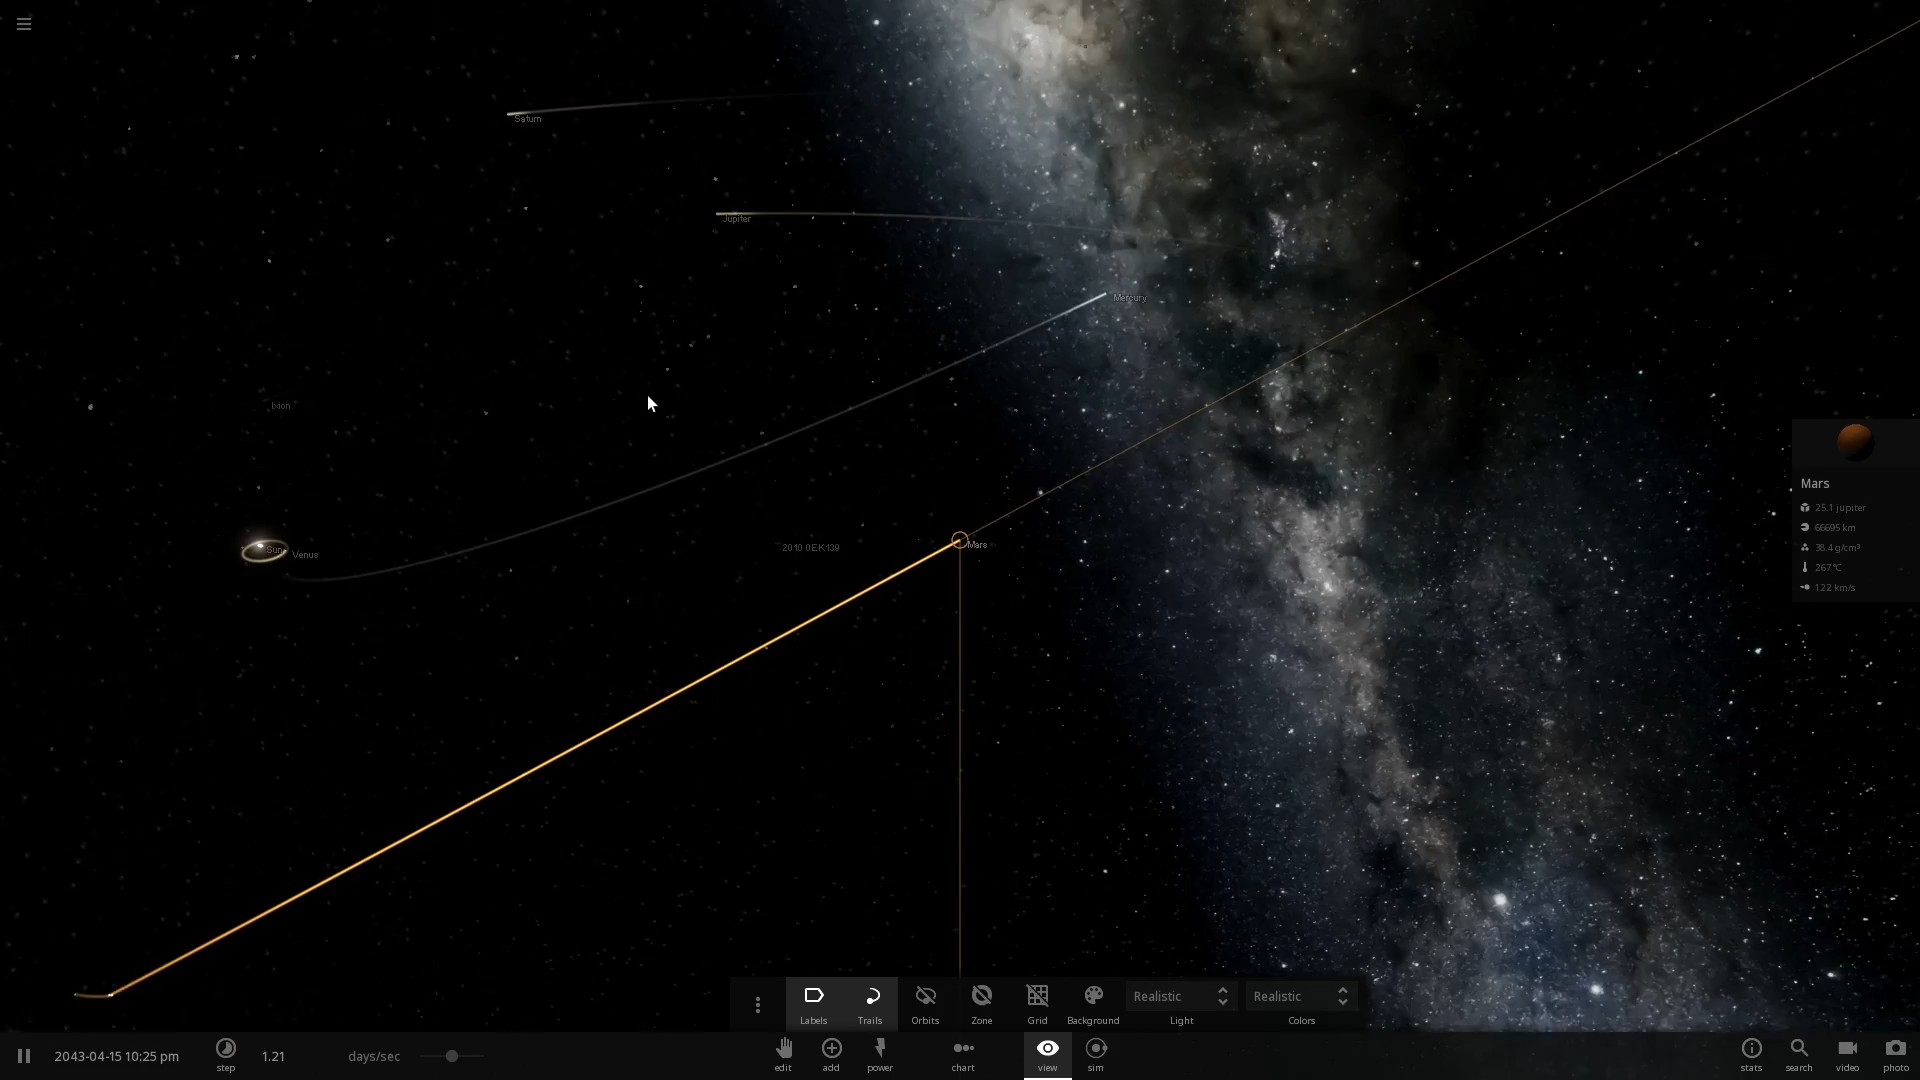 Saturn
Jupiter
Mercury
Ixion
Sun
Venus
2010 OEK139
Mars
Mars
25.1 jupiter
66695 km
38.4 g/cm³
267 °C
122 km/s
Labels
Trails
Orbits
Zone
Grid
Background
Realistic
Light
Realistic
Colors
2043-04-15 10:25 pm
step
1.21
days/sec
edit
add
power
chart
view
sim
stats
search
video
photo